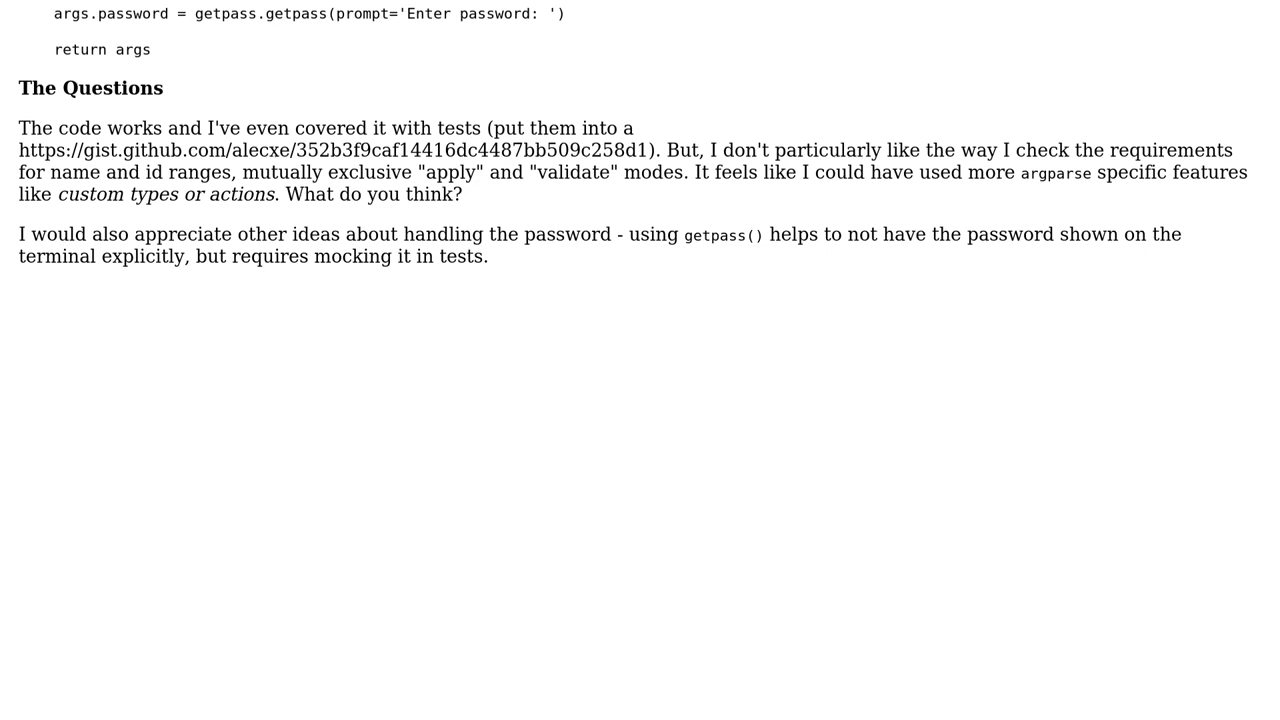 args.password = getpass.getpass(prompt='Enter password: ')
return args
The Questions
The code works and I've even covered it with tests (put them into a
https://gist.github.com/alecxe/352b3f9caf14416dc4487bb509c258d1). But, I don't particularly like the way I check the requirements
for name and id ranges, mutually exclusive "apply" and "validate" modes. It feels like I could have used more argparse specific features
like custom types or actions. What do you think?
I would also appreciate other ideas about handling the password - using getpass() helps to not have the password shown on the
terminal explicitly, but requires mocking it in tests.